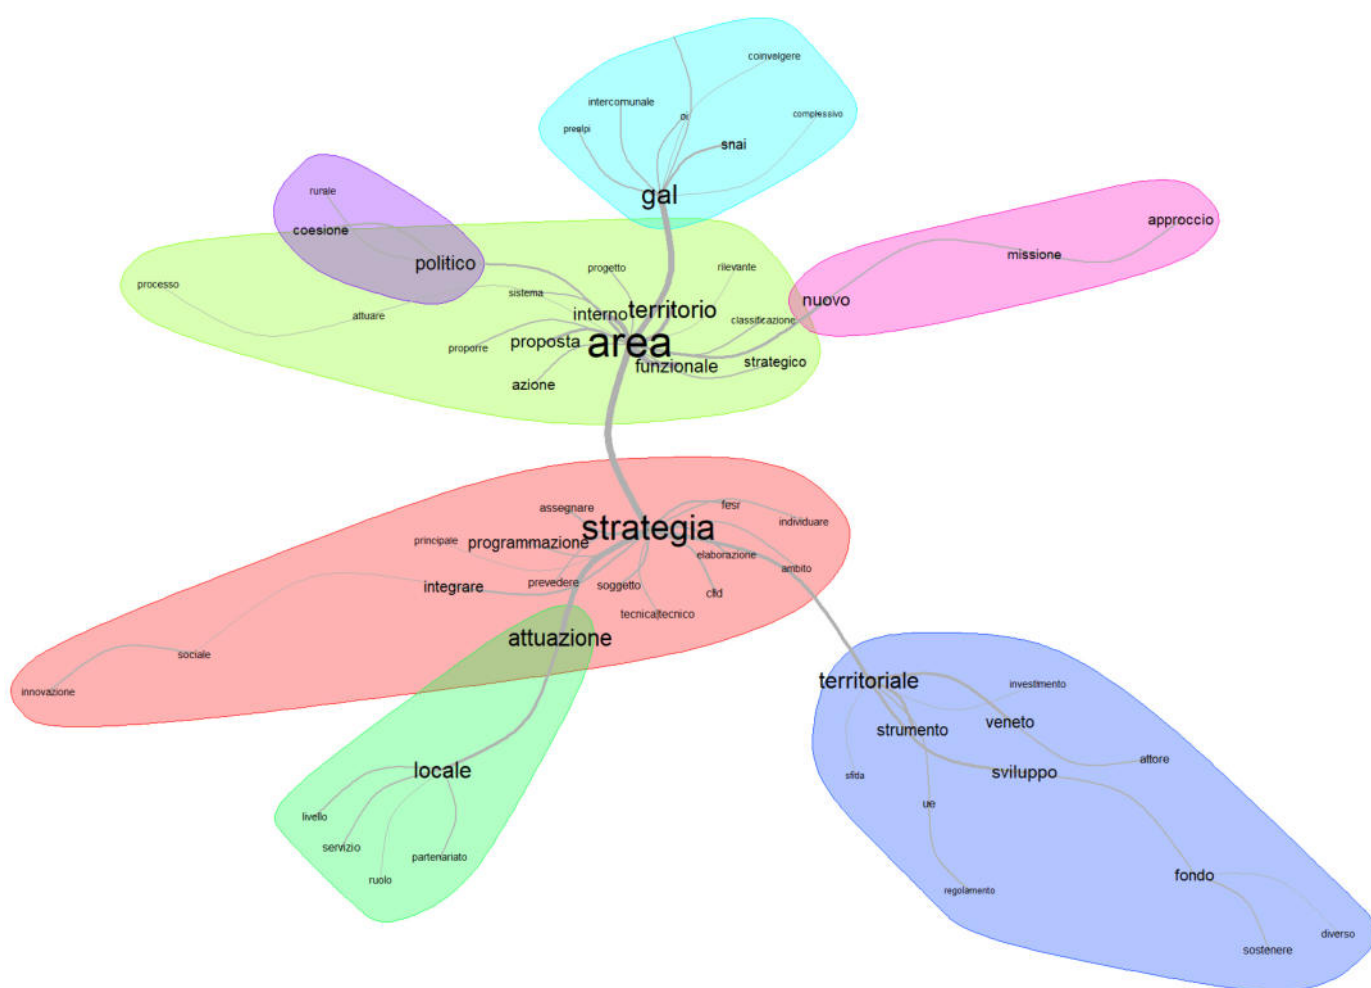 coinvolgere
intercomunale
oi
complessivo
prealpi
snai
gal
rurale
coesione
approccio
missione
politico
progetto
rilevante
processo
sistema
nuovo
attuare
interno
territorio
classificazione
proporre
proposta
area
funzionale
strategico
azione
assegnare
fesr
individuare
strategia
principale
programmazione
elaborazione
ambito
integrare
prevedere
soggetto
clld
tecnica|tecnico
attuazione
sociale
innovazione
territoriale
investimento
strumento
veneto
attore
locale
sfida
sviluppo
ue
livello
servizio
partenariato
ruolo
fondo
regolamento
diverso
sostenere